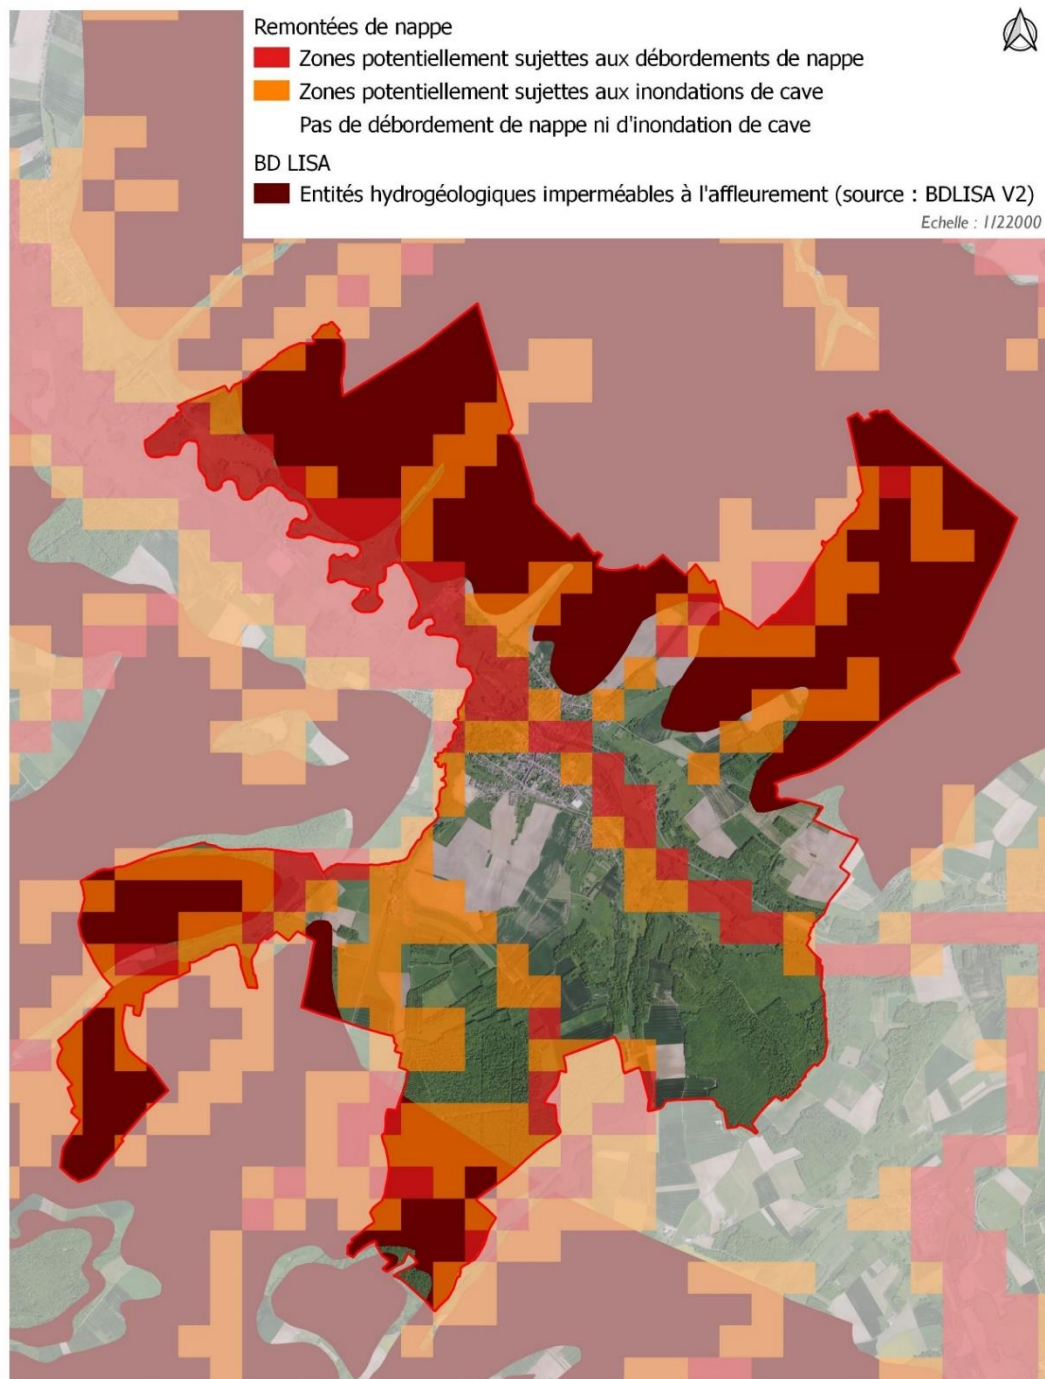 Remontées de nappe
Zones potentiellement sujettes aux débordements de nappe
Zones potentiellement sujettes aux inondations de cave
Pas de débordement de nappe ni d'inondation de cave
BD LISA
Entités hydrogéologiques imperméables à l'affleurement (source : BDLISA V2)
Echelle : 1/22000